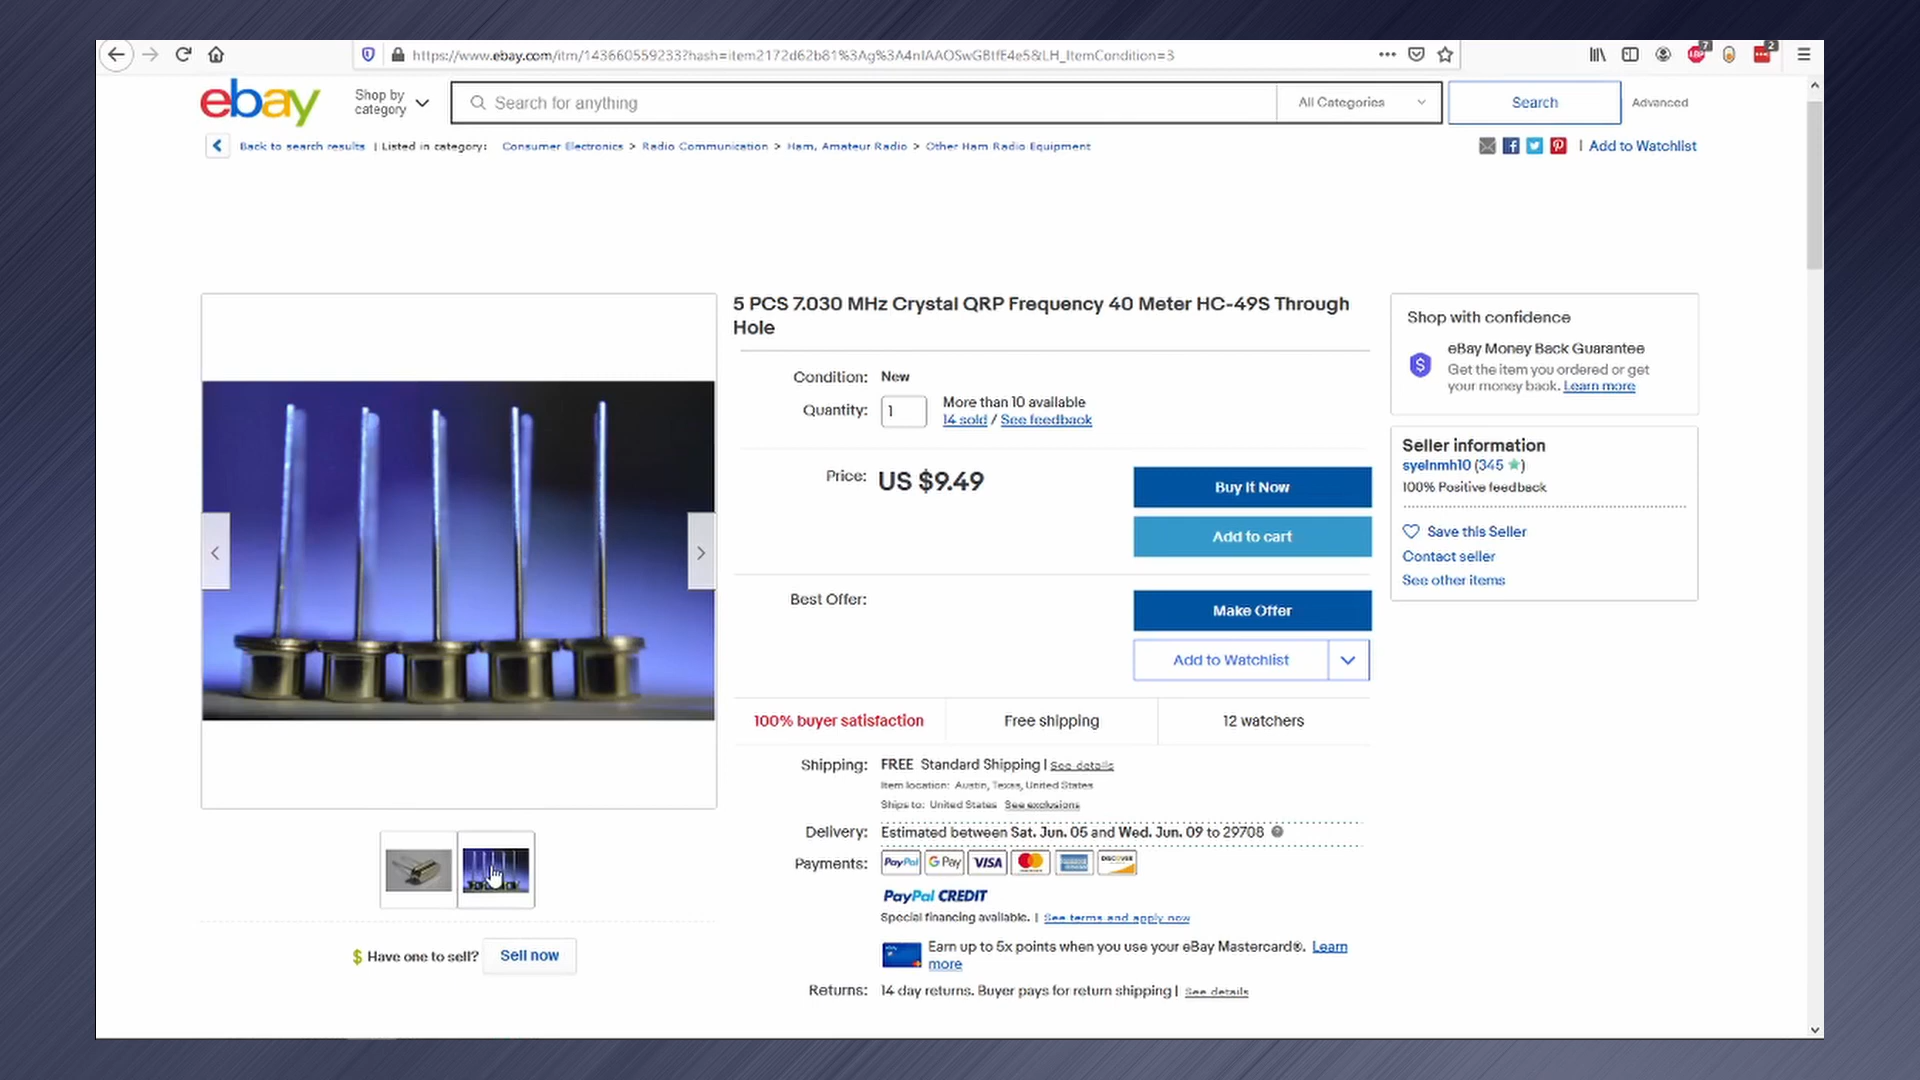 https://www.ebay.com/itm/143660559233?hash=item2172d62b81%3Ag%3A4nIAAOSwGBtfE4e5&LH_ItemCondition=3
7
2
ebay
Shop by category
Search for anything
All Categories
Search
Advanced
Back to search results | Listed in category: Consumer Electronics > Radio Communication > Ham, Amateur Radio > Other Ham Radio Equipment
| Add to Watchlist
5 PCS 7.030 MHz Crystal QRP Frequency 40 Meter HC-49S Through
Hole
Condition: New
Quantity: 1
More than 10 available
14 sold / See feedback
Price: US $9.49
Buy It Now
Add to cart
Best Offer:
Make Offer
Add to Watchlist
100% buyer satisfaction
Free shipping
12 watchers
Shipping: FREE Standard Shipping | See details
Item location: Austin, Texas, United States
Ships to: United States See exclusions
Delivery: Estimated between Sat. Jun. 05 and Wed. Jun. 09 to 29708
Payments: PayPal G Pay VISA DISCOVER
PayPal CREDIT
Special financing available. | See terms and apply now
Earn up to 5x points when you use your eBay Mastercard®. Learn
more
Returns: 14 day returns. Buyer pays for return shipping | See details
Shop with confidence
eBay Money Back Guarantee
Get the item you ordered or get
your money back. Learn more
Seller information
syelnmh10 (345 ★)
100% Positive feedback
Save this Seller
Contact seller
See other items
$ Have one to sell? Sell now